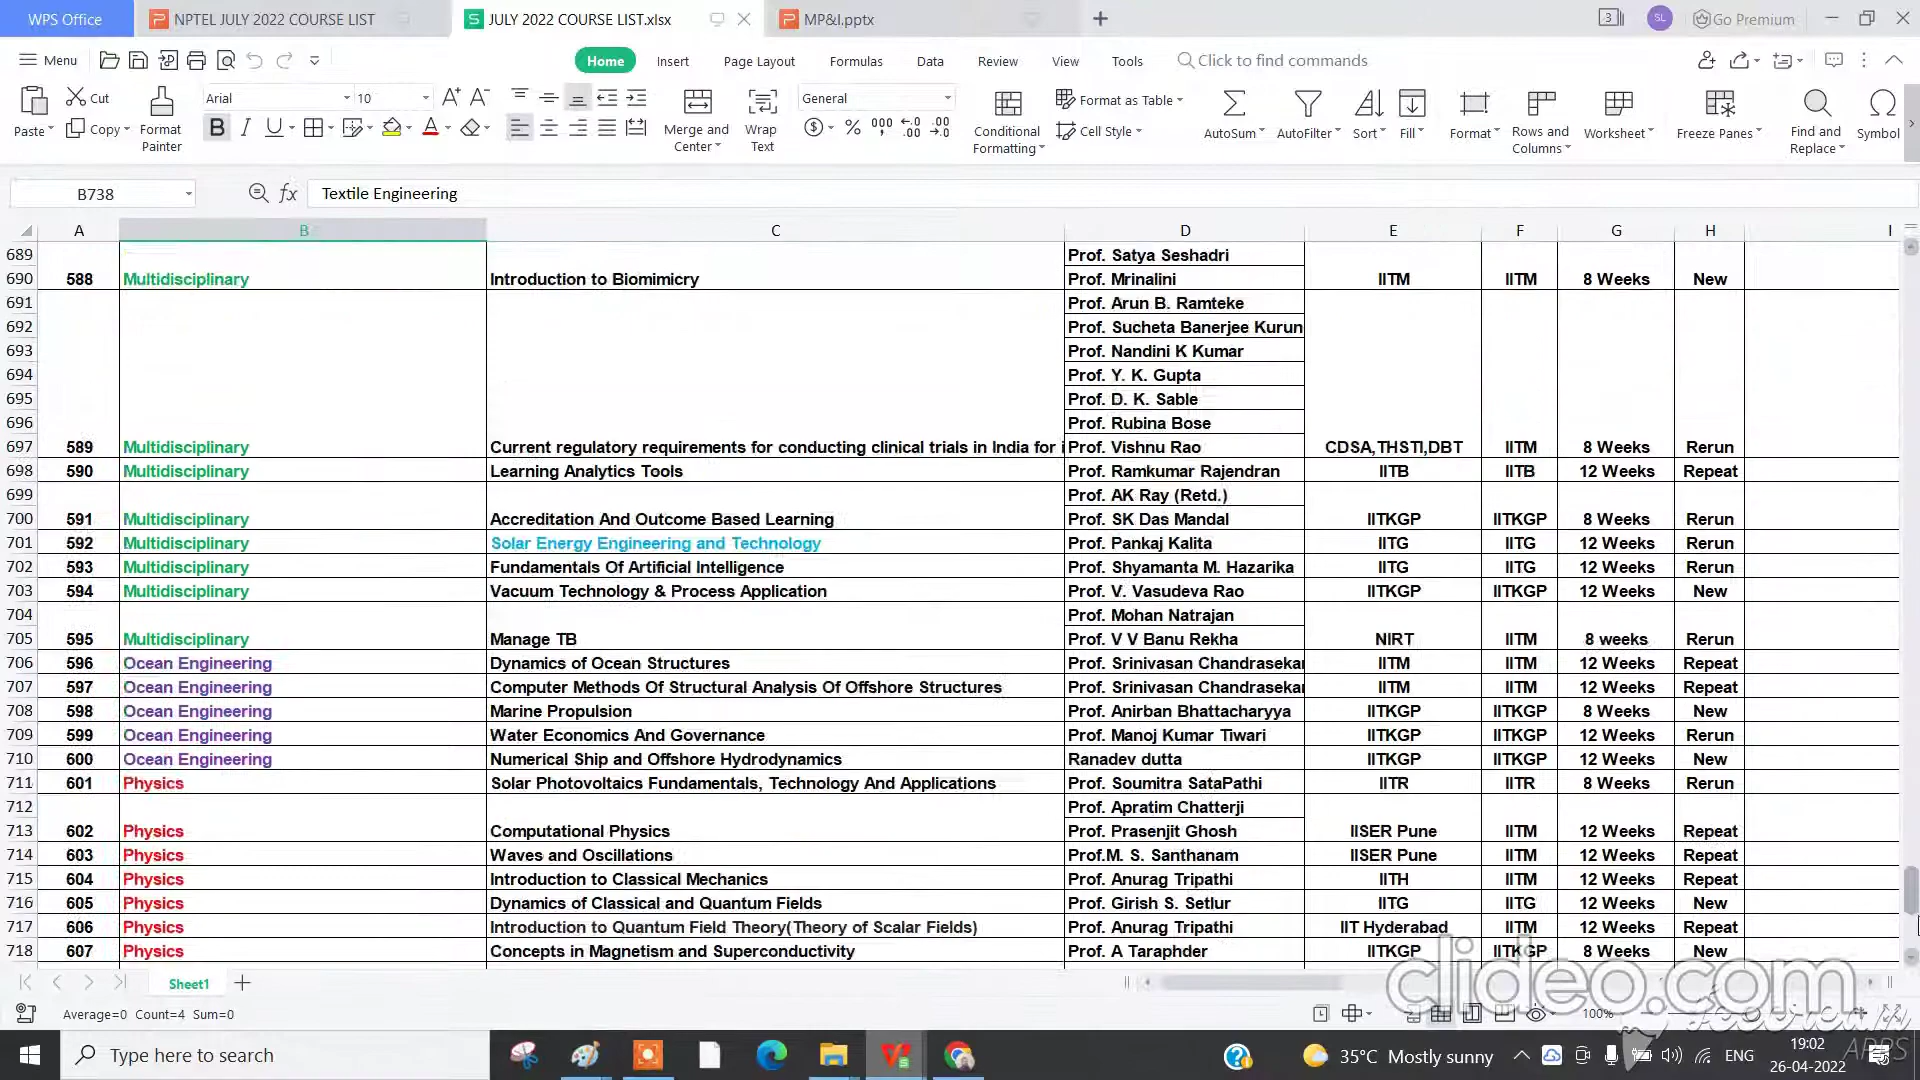 WPS Office
NPTEL JULY 2022 COURSE LIST
JULY 2022 COURSE LIST.xlsx
MP&I.pptx
3
SL
Go Premium
Menu
Home
Insert
Page Layout
Formulas
Data
Review
View
Tools
Click to find commands
Paste
Cut
Copy
Format Painter
Arial
10
Merge and Center
Wrap Text
General
Conditional Formatting
Format as Table
Cell Style
AutoSum
AutoFilter
Sort
Fill
Format
Rows and Columns
Worksheet
Freeze Panes
Find and Replace
Symbol
B738
Textile Engineering
A B C D E F G H I
689 Prof. Satya Seshadri
690 588 Multidisciplinary Introduction to Biomimicry Prof. Mrinalini IITM IITM 8 Weeks New
691 Prof. Arun B. Ramteke
692 Prof. Sucheta Banerjee Kurun
693 Prof. Nandini K Kumar
694 Prof. Y. K. Gupta
695 Prof. D. K. Sable
696 Prof. Rubina Bose
697 589 Multidisciplinary Current regulatory requirements for conducting clinical trials in India for i Prof. Vishnu Rao CDSA,THSTI,DBT IITM 8 Weeks Rerun
698 590 Multidisciplinary Learning Analytics Tools Prof. Ramkumar Rajendran IITB IITB 12 Weeks Repeat
699 Prof. AK Ray (Retd.)
700 591 Multidisciplinary Accreditation And Outcome Based Learning Prof. SK Das Mandal IITKGP IITKGP 8 Weeks Rerun
701 592 Multidisciplinary Solar Energy Engineering and Technology Prof. Pankaj Kalita IITG IITG 12 Weeks Rerun
702 593 Multidisciplinary Fundamentals Of Artificial Intelligence Prof. Shyamanta M. Hazarika IITG IITG 12 Weeks Rerun
703 594 Multidisciplinary Vacuum Technology & Process Application Prof. V. Vasudeva Rao IITKGP IITKGP 12 Weeks New
704 Prof. Mohan Natrajan
705 595 Multidisciplinary Manage TB Prof. V V Banu Rekha NIRT IITM 8 weeks Rerun
706 596 Ocean Engineering Dynamics of Ocean Structures Prof. Srinivasan Chandrasekar IITM IITM 12 Weeks Repeat
707 597 Ocean Engineering Computer Methods Of Structural Analysis Of Offshore Structures Prof. Srinivasan Chandrasekar IITM IITM 12 Weeks Repeat
708 598 Ocean Engineering Marine Propulsion Prof. Anirban Bhattacharyya IITKGP IITKGP 8 Weeks New
709 599 Ocean Engineering Water Economics And Governance Prof. Manoj Kumar Tiwari IITKGP IITKGP 12 Weeks Rerun
710 600 Ocean Engineering Numerical Ship and Offshore Hydrodynamics Ranadev dutta IITKGP IITKGP 12 Weeks New
711 601 Physics Solar Photovoltaics Fundamentals, Technology And Applications Prof. Soumitra SataPathi IITR IITR 8 Weeks Rerun
712 Prof. Apratim Chatterji
713 602 Physics Computational Physics Prof. Prasenjit Ghosh IISER Pune IITM 12 Weeks Repeat
714 603 Physics Waves and Oscillations Prof.M. S. Santhanam IISER Pune IITM 12 Weeks Repeat
715 604 Physics Introduction to Classical Mechanics Prof. Anurag Tripathi IITH IITM 12 Weeks Repeat
716 605 Physics Dynamics of Classical and Quantum Fields Prof. Girish S. Setlur IITG IITG 12 Weeks New
717 606 Physics Introduction to Quantum Field Theory(Theory of Scalar Fields) Prof. Anurag Tripathi IIT Hyderabad IITM 12 Weeks Repeat
718 607 Physics Concepts in Magnetism and Superconductivity Prof. A Taraphder IITKGP IITKGP 8 Weeks New
Sheet1
clideo.com
Average=0 Count=4 Sum=0
100%
Type here to search
35°C Mostly sunny
ENG
19:02
26-04-2022
APPS